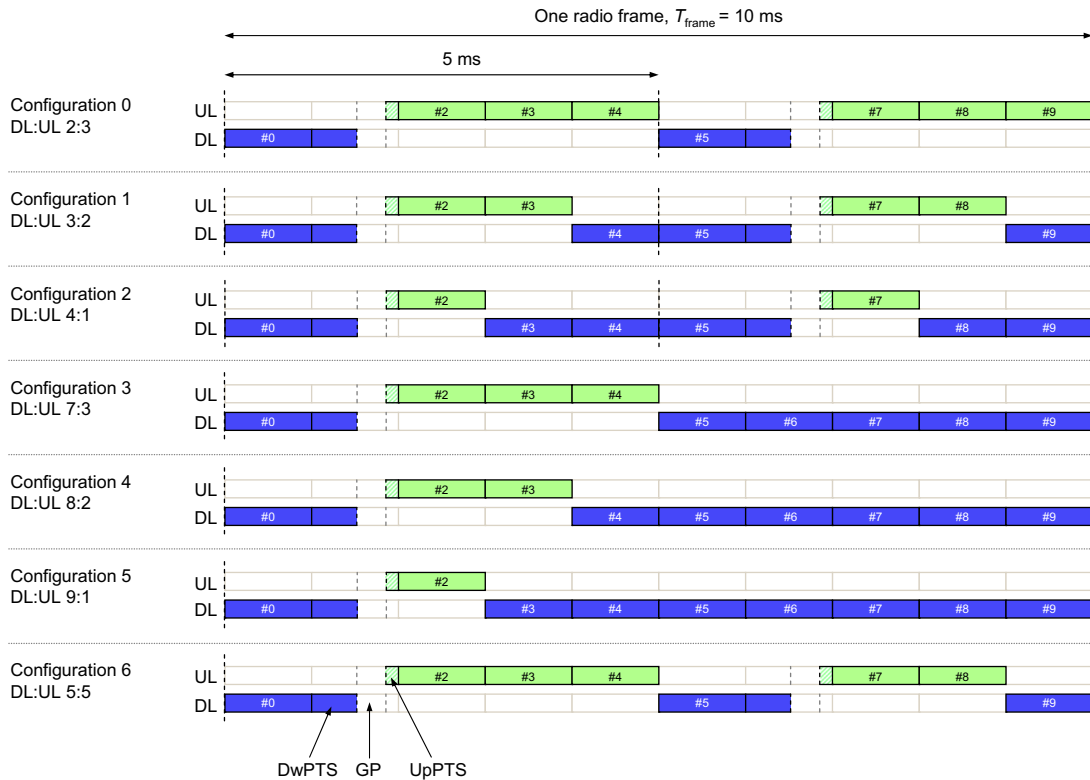 One radio frame, Tframe = 10 ms
5 ms
Configuration 0
DL:UL 2:3
UL #2 #3 #4 #7 #8 #9
DL #0 #5
Configuration 1
DL:UL 3:2
UL #2 #3 #7 #8
DL #0 #4 #5 #9
Configuration 2
DL:UL 4:1
UL #2 #7
DL #0 #3 #4 #5 #8 #9
Configuration 3
DL:UL 7:3
UL #2 #3 #4
DL #0 #5 #6 #7 #8 #9
Configuration 4
DL:UL 8:2
UL #2 #3
DL #0 #4 #5 #6 #7 #8 #9
Configuration 5
DL:UL 9:1
UL #2
DL #0 #3 #4 #5 #6 #7 #8 #9
Configuration 6
DL:UL 5:5
UL #2 #3 #4 #7 #8
DL #0 #5 #9
DwPTS GP UpPTS